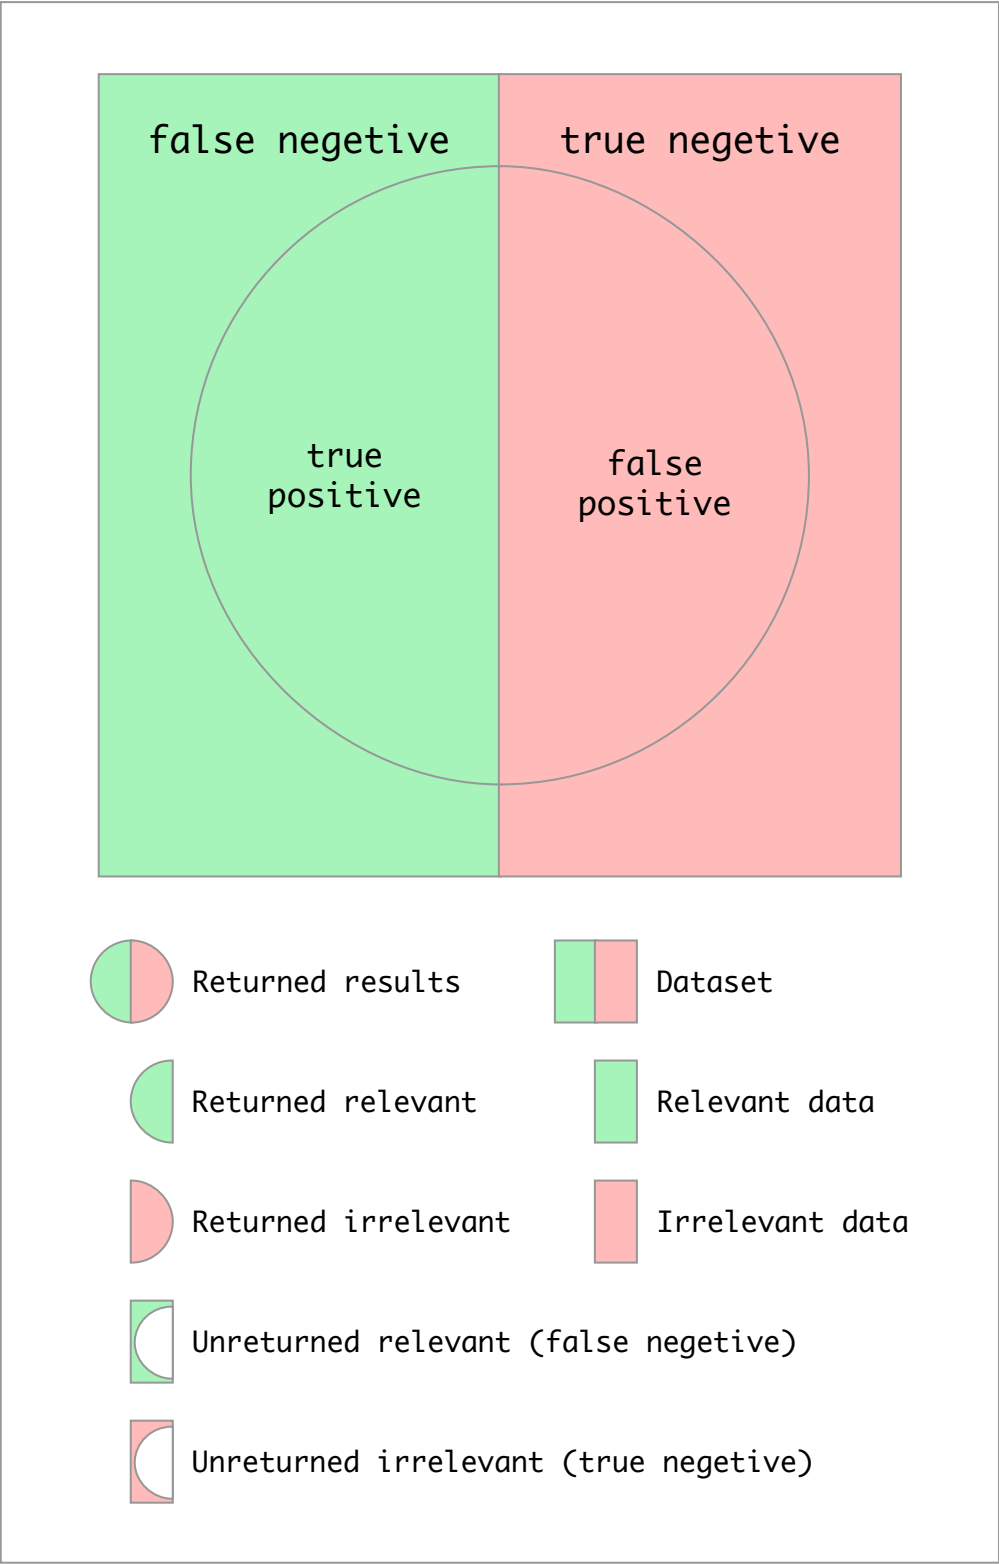 false negetive
true negetive
true
positive
false
positive
Returned results
Dataset
Returned relevant
Relevant data
Returned irrelevant
Irrelevant data
Unreturned relevant (false negetive)
Unreturned irrelevant (true negetive)